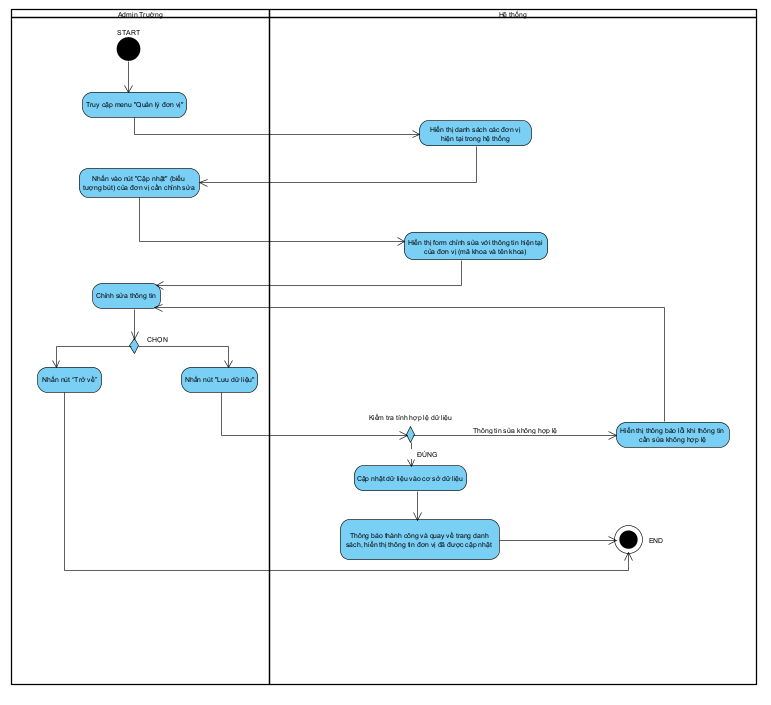 Admin Trường
Hệ thống
START
Truy cập menu "Quản lý đơn vị"
Hiển thị danh sách các đơn vị
hiện tại trong hệ thống
Nhấn vào nút "Cập nhật" (biểu
tượng bút) của đơn vị cần chỉnh sửa
Hiển thị form chỉnh sửa với thông tin hiện tại
của đơn vị (mã khoa và tên khoa)
Chỉnh sửa thông tin
CHỌN
Nhấn nút "Trở về"
Nhấn nút "Lưu dữ liệu"
Kiểm tra tính hợp lệ dữ liệu
Thông tin sửa không hợp lệ
Hiển thị thông báo lỗi khi thông tin
cần sửa không hợp lệ
ĐÚNG
Cập nhật dữ liệu vào cơ sở dữ liệu
Thông báo thành công và quay về trang danh
sách, hiển thị thông tin đơn vị đã được cập nhật
END